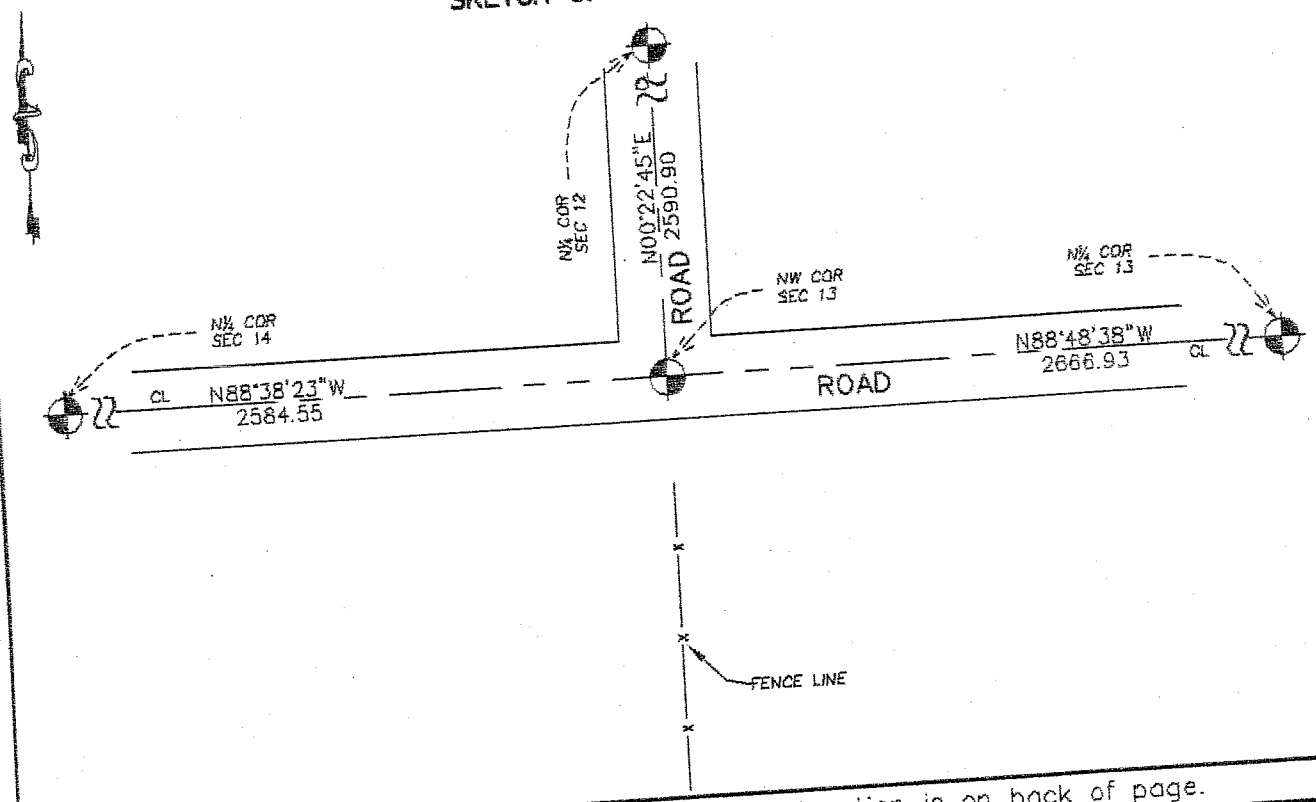 SKETCH
N¼ COR
SEC 12
N00°22'45"E
2590.90
ROAD
NW COR
SEC 13
N¼ COR
SEC 13
N¼ COR
SEC 14
CL
N88°38'23"W
2584.55
N88°48'38"W
2666.93
CL
ROAD
FENCE LINE
is on back of page.